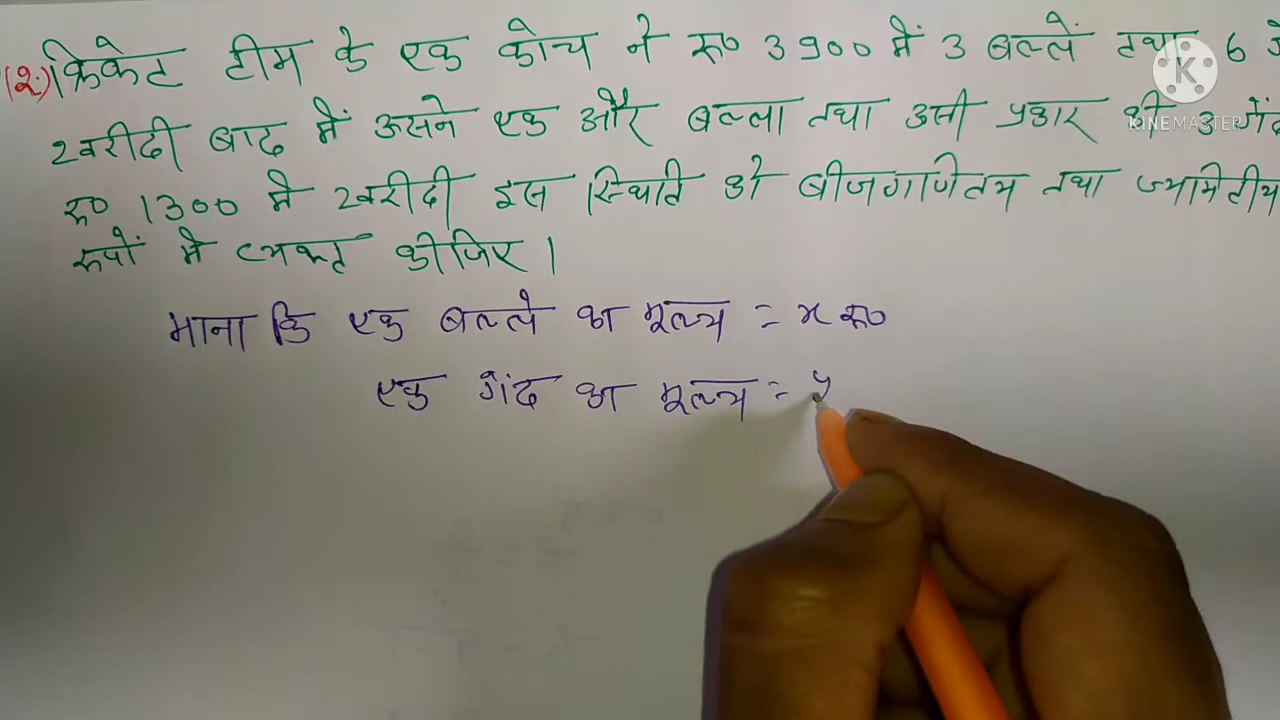 (2.) क्रिकेट टीम के एक कोच ने रु० 3900 में 3 बल्ले तथा 6
खरीदी बाद में उसने एक और बल्ला तथा उसी प्रकार की 3 गेंद
रु० 1300 में खरीदी इस स्थिति को बीजगणितिय तथा ज्यामितीय
रूपों में व्यक्त कीजिए।
माना कि एक बल्ले का मूल्य = x रु०
एक गेंद का मूल्य = y
KINEMASTER